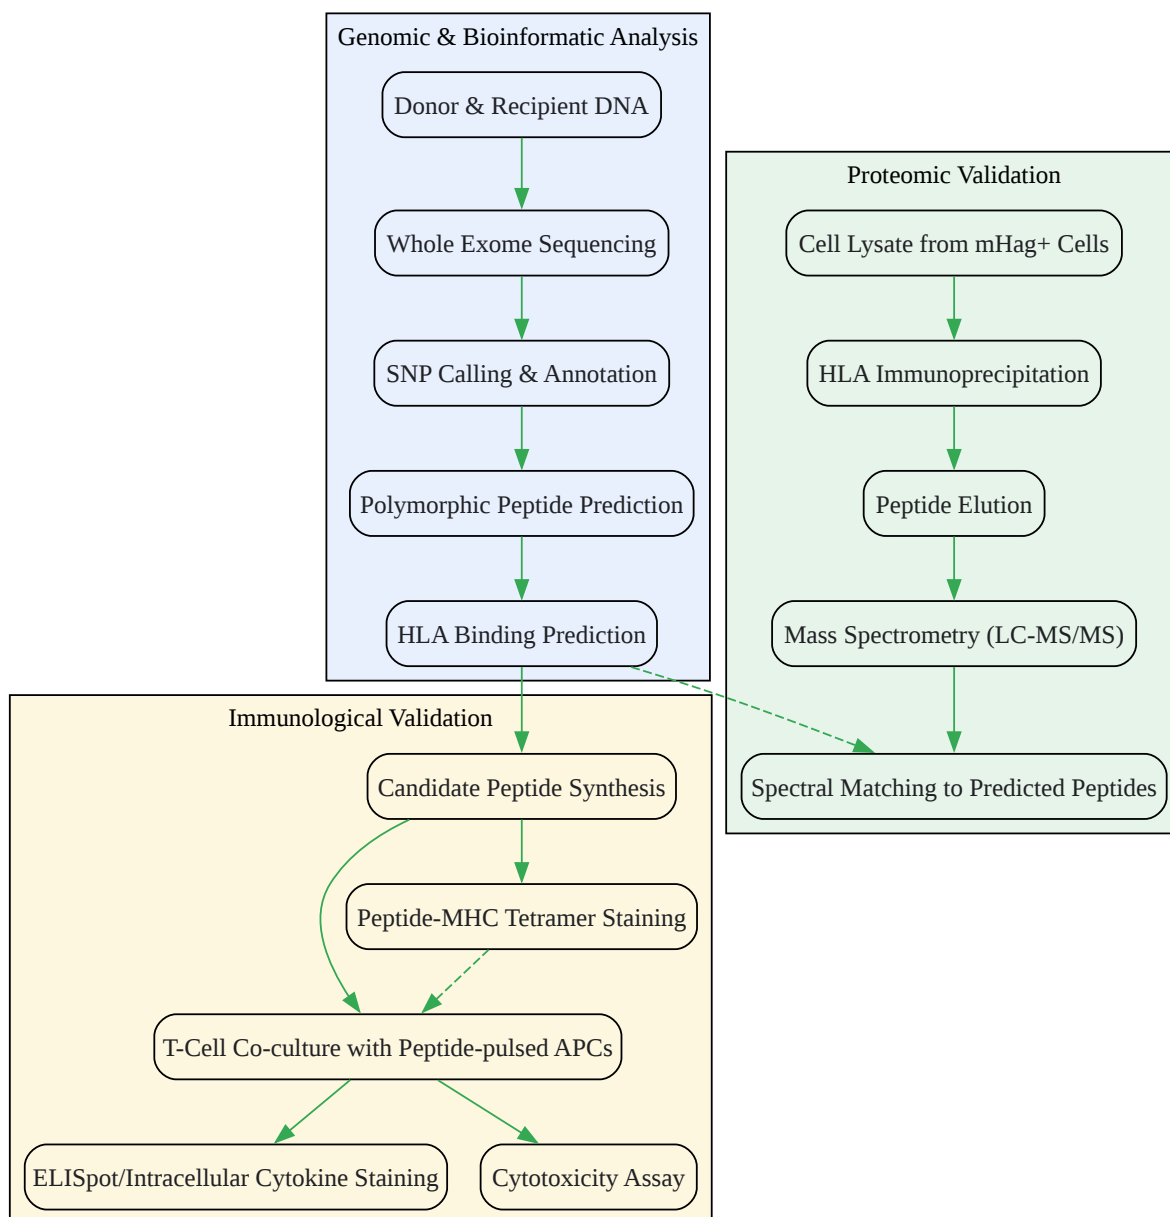 Genomic & Bioinformatic Analysis
Donor & Recipient DNA
Whole Exome Sequencing
SNP Calling & Annotation
Polymorphic Peptide Prediction
HLA Binding Prediction
Proteomic Validation
Cell Lysate from mHag+ Cells
HLA Immunoprecipitation
Peptide Elution
Mass Spectrometry (LC-MS/MS)
Spectral Matching to Predicted Peptides
Immunological Validation
Candidate Peptide Synthesis
Peptide-MHC Tetramer Staining
T-Cell Co-culture with Peptide-pulsed APCs
ELISpot/Intracellular Cytokine Staining
Cytotoxicity Assay